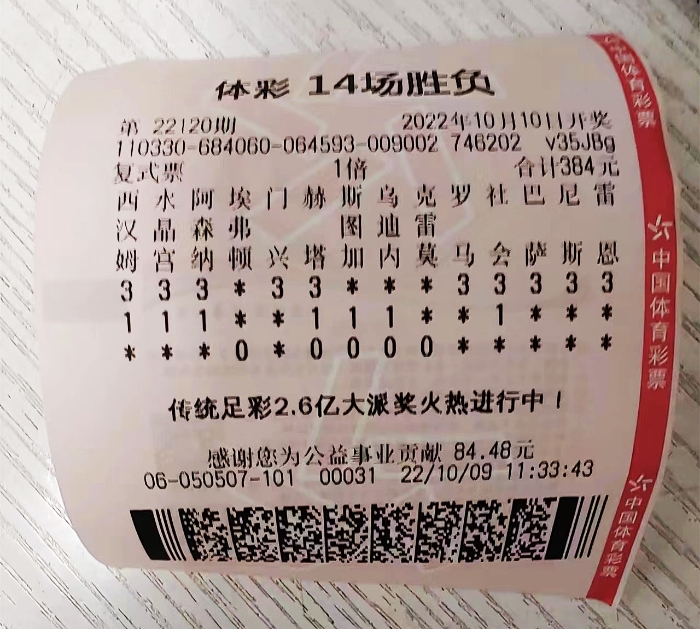 体彩 14场胜负
第 22120期 2022年10月10日开奖
110330-684060-064593-009002 746202 v35JBg
复式票 1倍 合计384元
西 水 阿 埃 门 赫 斯 乌 克 罗 社 巴 尼 雷
汉 晶 森 弗 图 迪 雷
姆 宫 纳 顿 兴 塔 加 内 莫 马 会 萨 斯 恩
3 3 3 * 3 3 * * * 3 3 3 3 3
1 1 1 * * 1 1 1 * * 1 * * *
* * * 0 * 0 0 0 0 * * * * *
传统足彩2.6亿大派奖火热进行中!
感谢您为公益事业贡献 84.48元
06-050507-101 00031 22/10/09 11:33:43
中国体育彩票
中国体育彩票
中国体育彩票